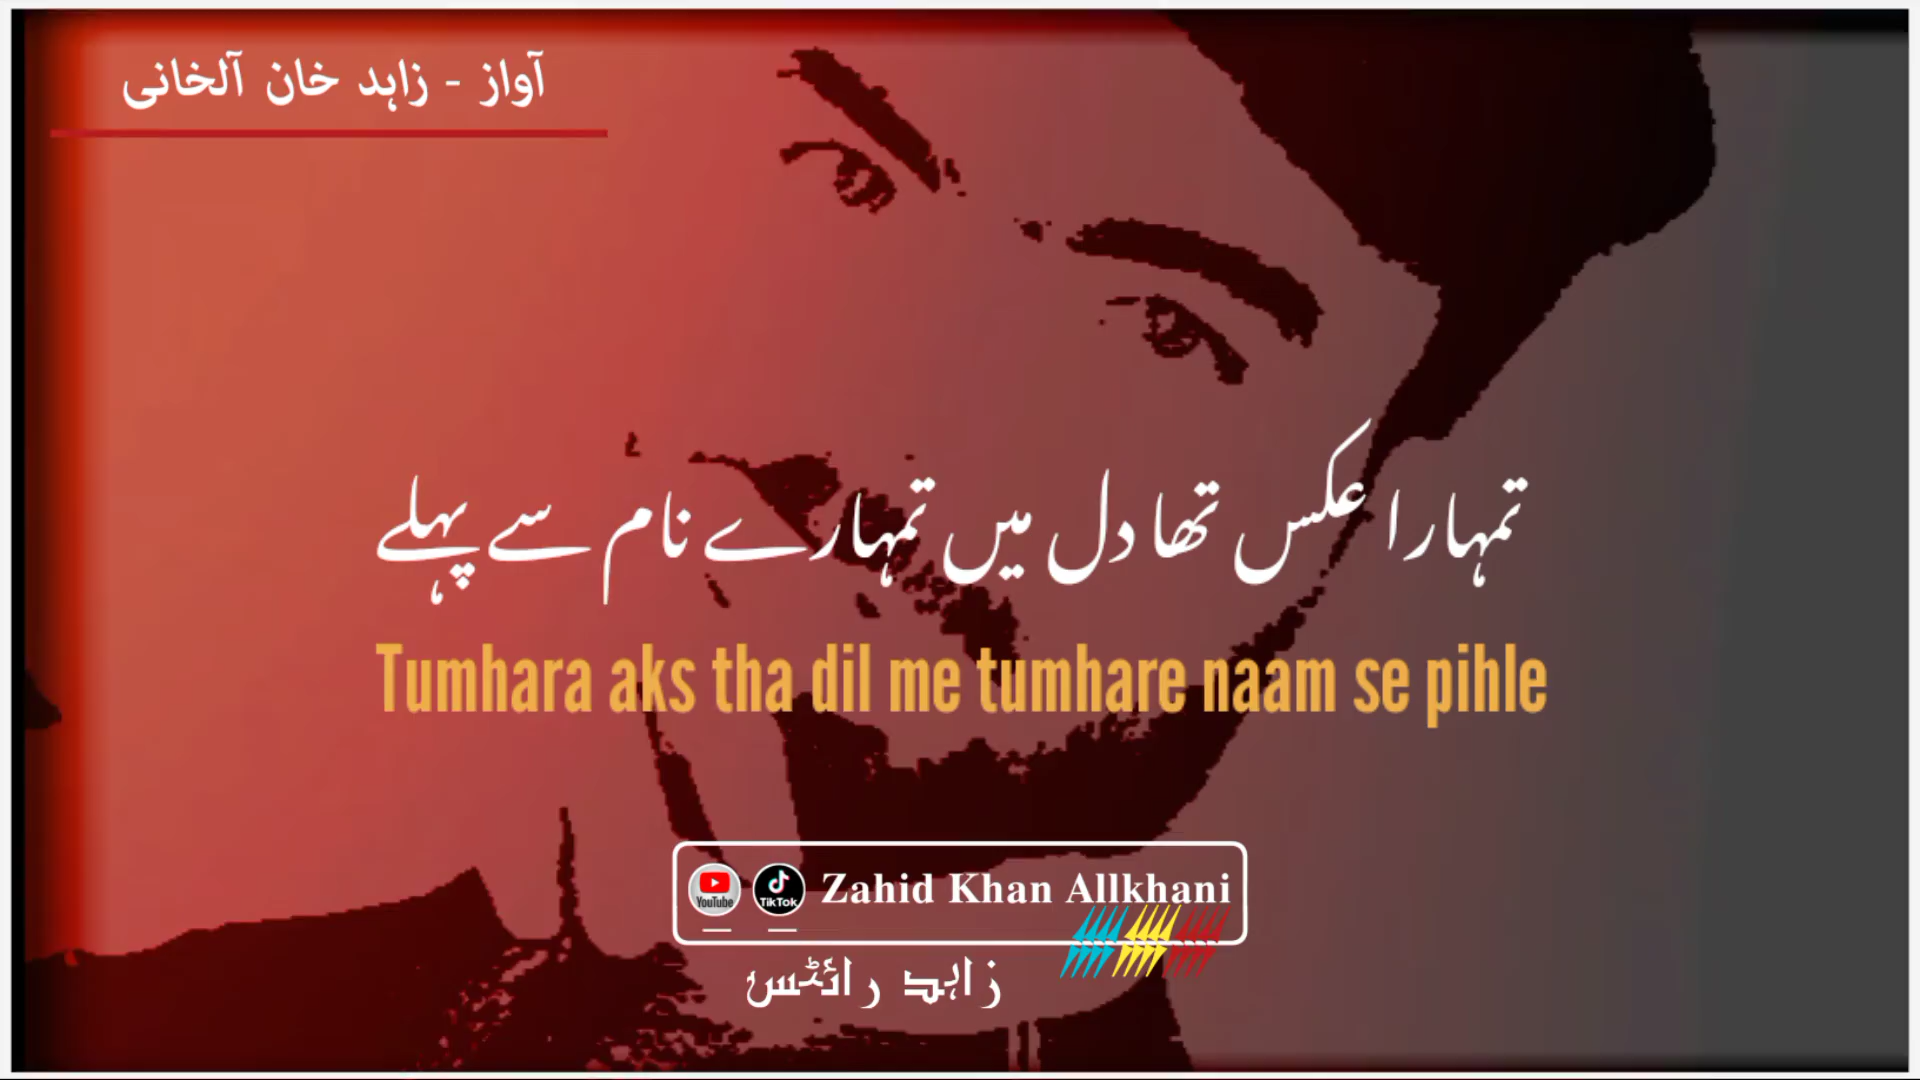 آواز - زاہد خان آلخانی
تمہارا عکس تھا دل میں تمہارے نام سے پہلے
Tumhara aks tha dil me tumhare naam se pihle
YouTube TikTok Zahid Khan Allkhani
زاہد رائٹس